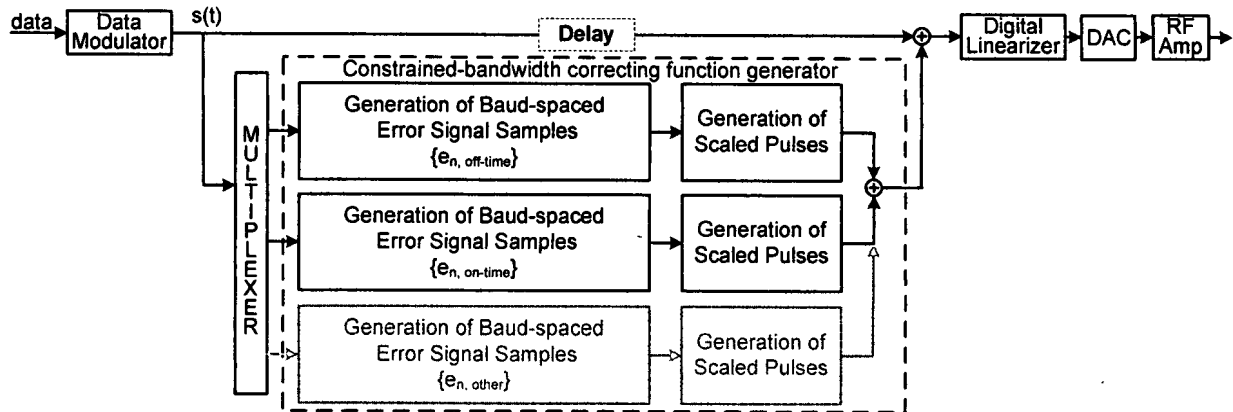 data
Data
Modulator
s(t)
Delay
Digital
Linearizer
DAC
RF
Amp
Constrained-bandwidth correcting function generator
MULTIPLEXER
Generation of Baud-spaced
Error Signal Samples
{en, off-time}
Generation of
Scaled Pulses
Generation of Baud-spaced
Error Signal Samples
{en, on-time}
Generation of
Scaled Pulses
Generation of Baud-spaced
Error Signal Samples
{en, other}
Generation of
Scaled Pulses